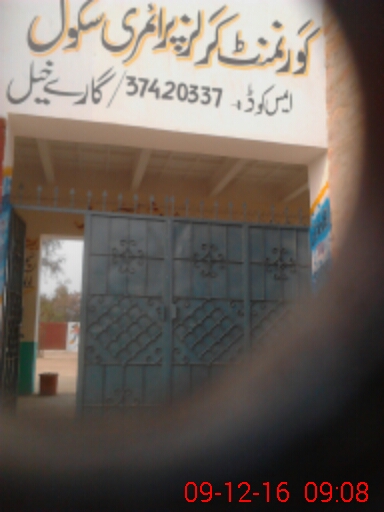 گورنمنٹ گرلز پرائمری سکول
ایس کوڈ :- 37420337 / گارے خیل
09-12-16 09:08